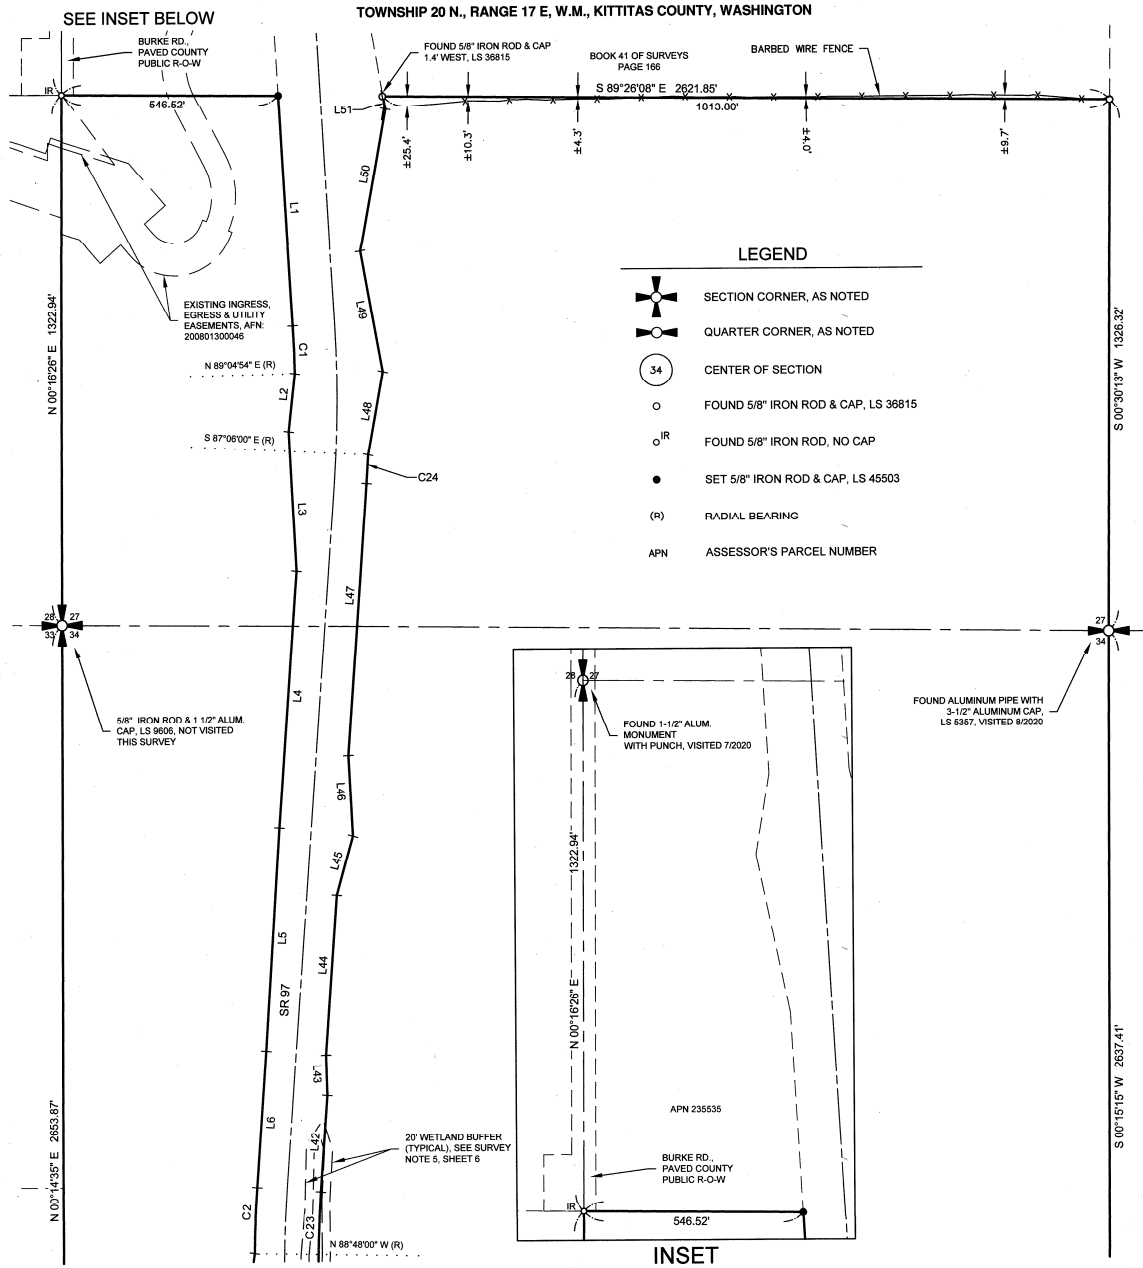 TOWNSHIP 20 N., RANGE 17 E, W.M., KITTITAS COUNTY, WASHINGTON
SEE INSET BELOW
BURKE RD.,
PAVED COUNTY
PUBLIC R-O-W
IR
546.52'
FOUND 5/8" IRON ROD & CAP
1.4' WEST, LS 36815
BOOK 41 OF SURVEYS
PAGE 166
BARBED WIRE FENCE
S 89°26'08" E 2621.85'
1013.00'
L51
±25.4'
±10.3'
±4.3'
±4.0'
±9.7'
L50
L1
EXISTING INGRESS,
EGRESS & UTILITY
EASEMENTS, AFN:
200801300046
N 00°16'26" E 1322.94'
L49
C1
N 89°04'54" E (R)
L2
L48
S 87°06'00" E (R)
C24
L3
L47
LEGEND
SECTION CORNER, AS NOTED
QUARTER CORNER, AS NOTED
34 CENTER OF SECTION
FOUND 5/8" IRON ROD & CAP, LS 36815
IR FOUND 5/8" IRON ROD, NO CAP
SET 5/8" IRON ROD & CAP, LS 45503
(R) RADIAL BEARING
APN ASSESSOR'S PARCEL NUMBER
S 00°30'13" W 1326.32'
28 27
33 34
27
34
5/8" IRON ROD & 1 1/2" ALUM.
CAP, LS 9606, NOT VISITED
THIS SURVEY
L4
L46
L45
L5
L44
SR 97
L43
L6
L42
C2
C23
N 00°14'35" E 2653.87'
20' WETLAND BUFFER
(TYPICAL), SEE SURVEY
NOTE 5, SHEET 6
N 88°48'00" W (R)
FOUND ALUMINUM PIPE WITH
3-1/2" ALUMINUM CAP,
LS 5357, VISITED 8/2020
S 00°15'15" W 2637.41'
28 27
FOUND 1-1/2" ALUM.
MONUMENT
WITH PUNCH, VISITED 7/2020
1322.94'
N 00°16'26" E
APN 235535
BURKE RD.,
PAVED COUNTY
PUBLIC R-O-W
IR
546.52'
INSET